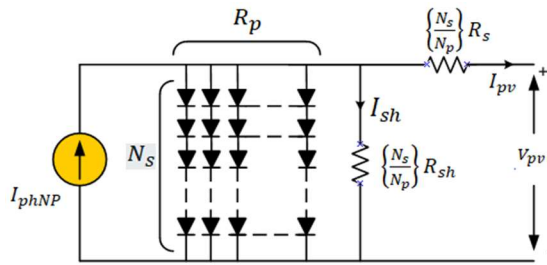 R_p
{N_s/N_p} R_s
I_pv
+
I_sh
N_s
{N_s/N_p} R_sh
V_pv
I_phNP
-